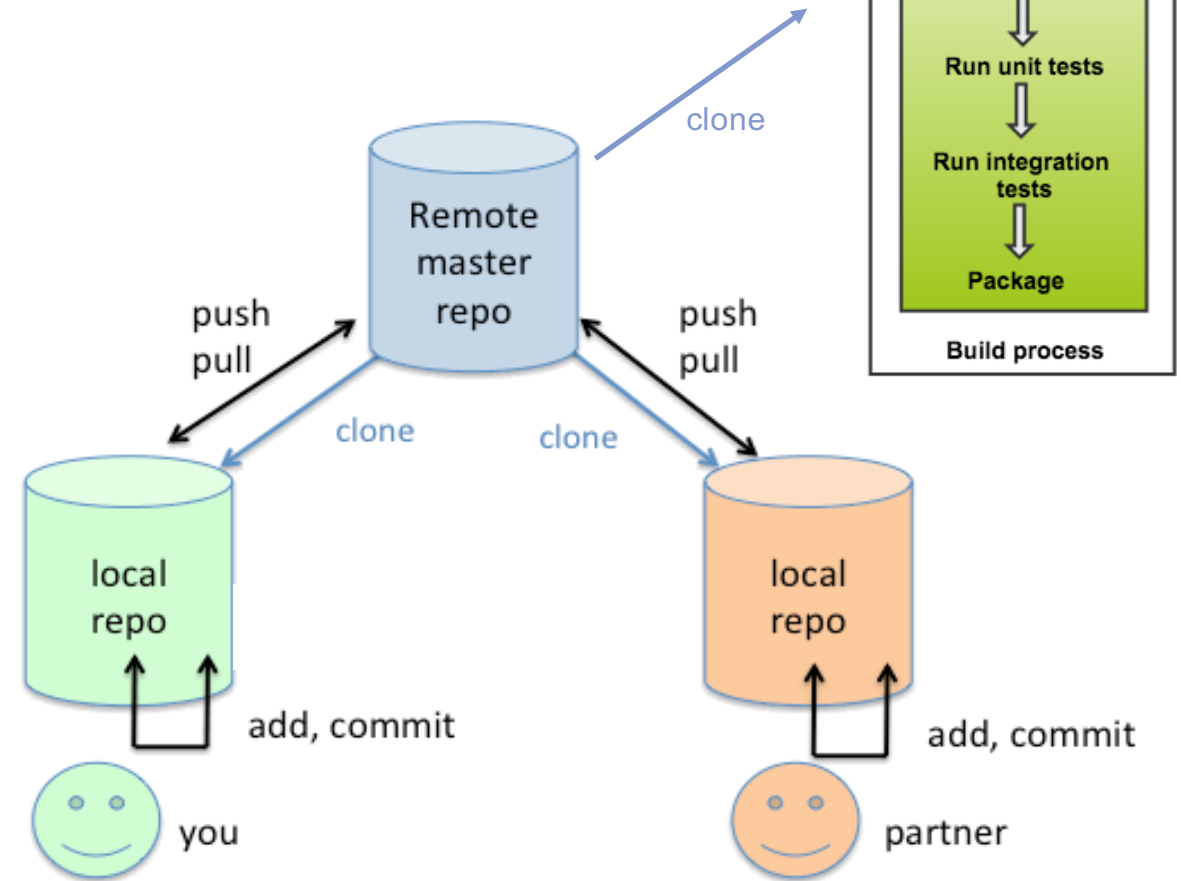 Run unit tests
clone
Run integration
tests
Remote
master
repo
Package
push
pull
push
pull
Build process
clone
clone
local
repo
local
repo
add, commit
add, commit
you
partner